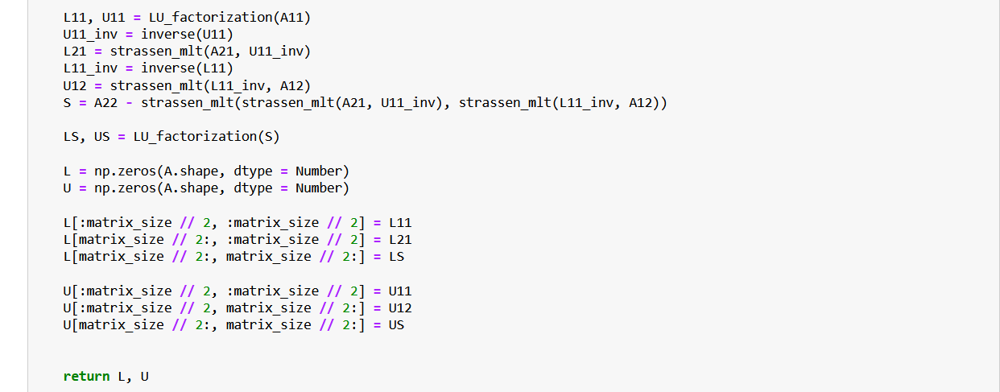 L11, U11 = LU_factorization(A11)
U11_inv = inverse(U11)
L21 = strassen_mlt(A21, U11_inv)
L11_inv = inverse(L11)
U12 = strassen_mlt(L11_inv, A12)
S = A22 - strassen_mlt(strassen_mlt(A21, U11_inv), strassen_mlt(L11_inv, A12))
LS, US = LU_factorization(S)
L = np.zeros(A.shape, dtype = Number)
U = np.zeros(A.shape, dtype = Number)
L[:matrix_size // 2, :matrix_size // 2] = L11
L[matrix_size // 2:, :matrix_size // 2] = L21
L[matrix_size // 2:, matrix_size // 2:] = LS
U[:matrix_size // 2, :matrix_size // 2] = U11
U[:matrix_size // 2, matrix_size // 2:] = U12
U[matrix_size // 2:, matrix_size // 2:] = US
return L, U